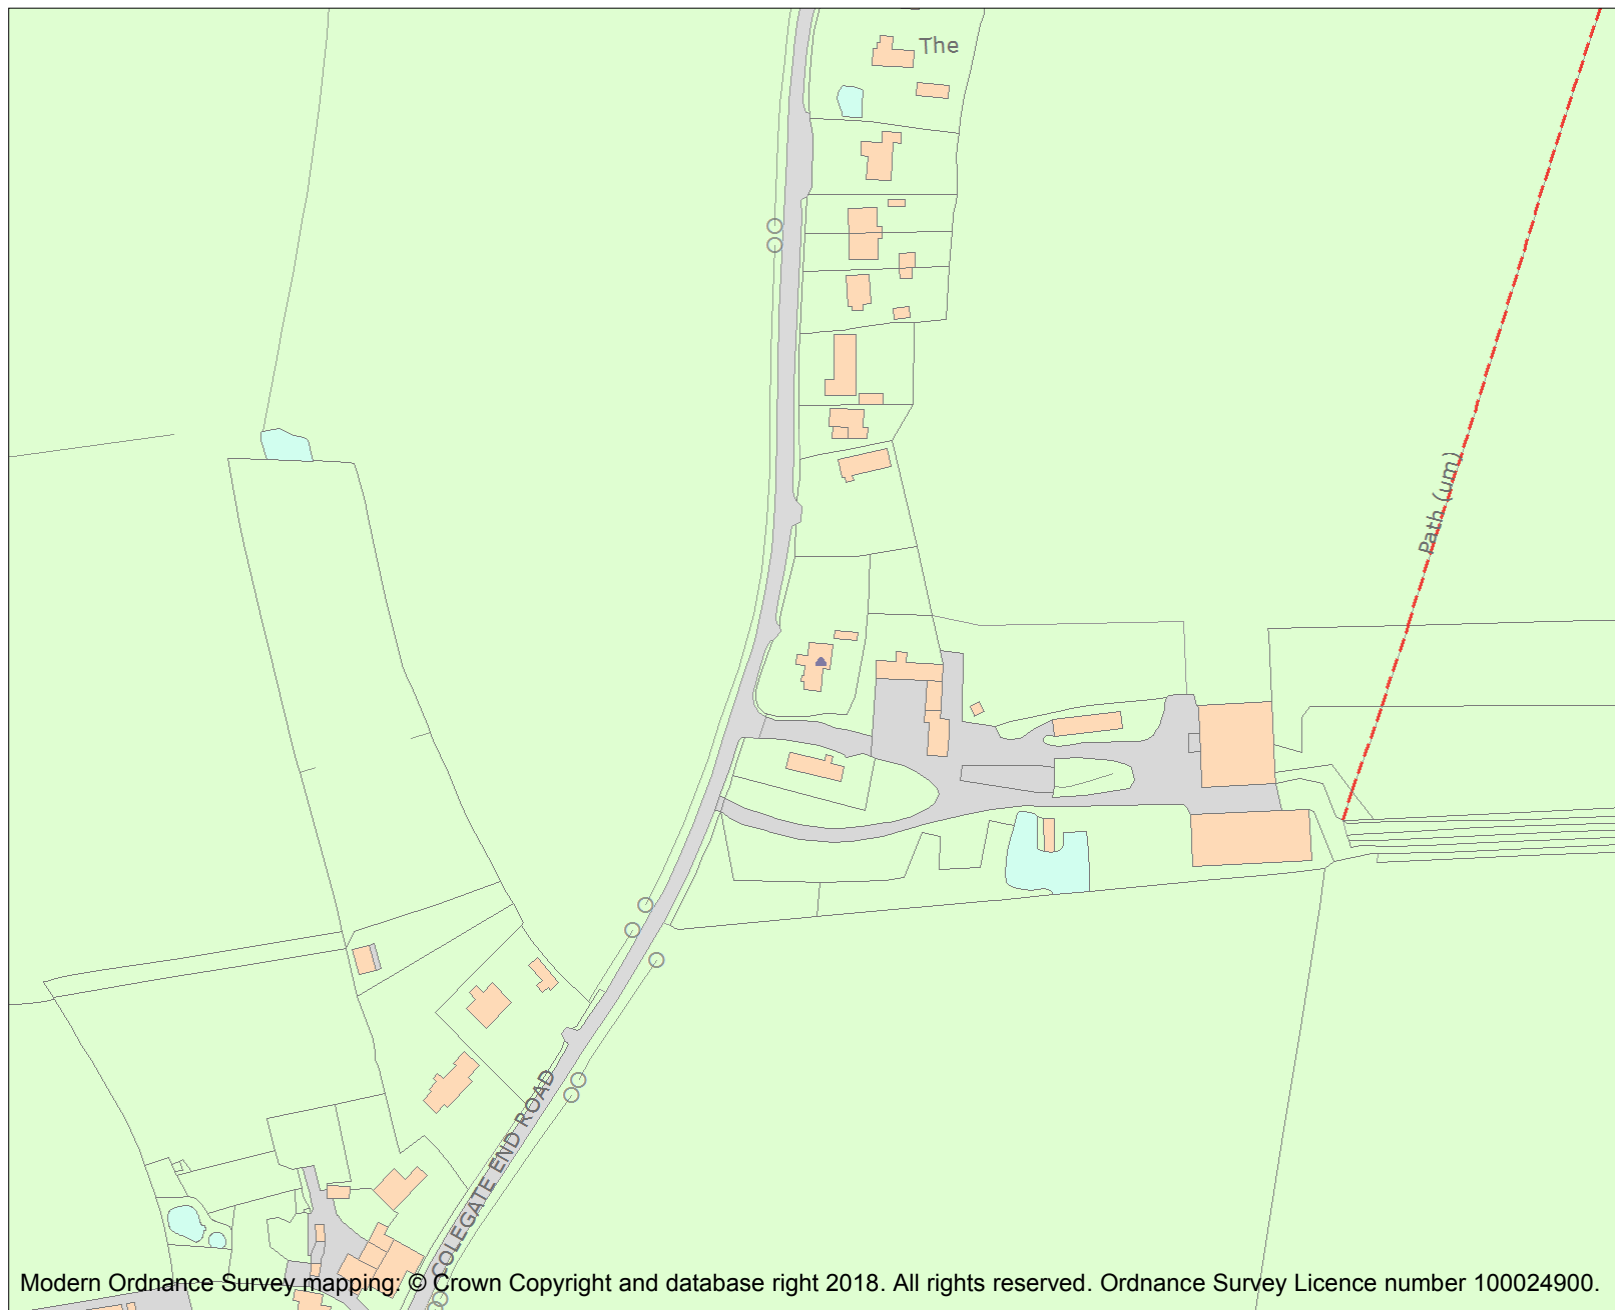 The
Path (um)
COLEGATE END ROAD
Modern Ordnance Survey mapping: © Crown Copyright and database right 2018. All rights reserved. Ordnance Survey Licence number 100024900.